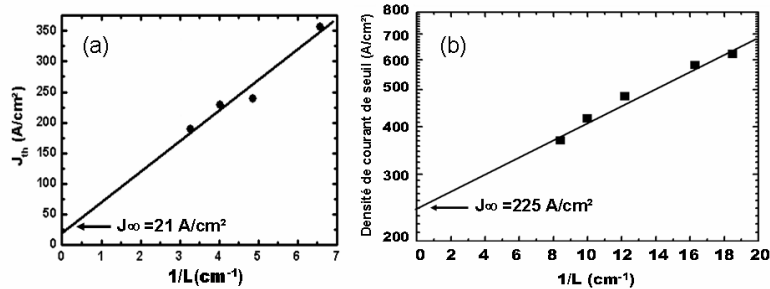 (a)
J_th (A/cm²)
350
300
250
200
150
100
50
0
J∞ =21 A/cm²
0 1 2 3 4 5 6 7
1/L(cm⁻¹)
(b)
Densité de courant de seuil (A/cm²)
800
700
600
500
400
300
200
J∞ =225 A/cm²
0 2 4 6 8 10 12 14 16 18 20
1/L (cm⁻¹)